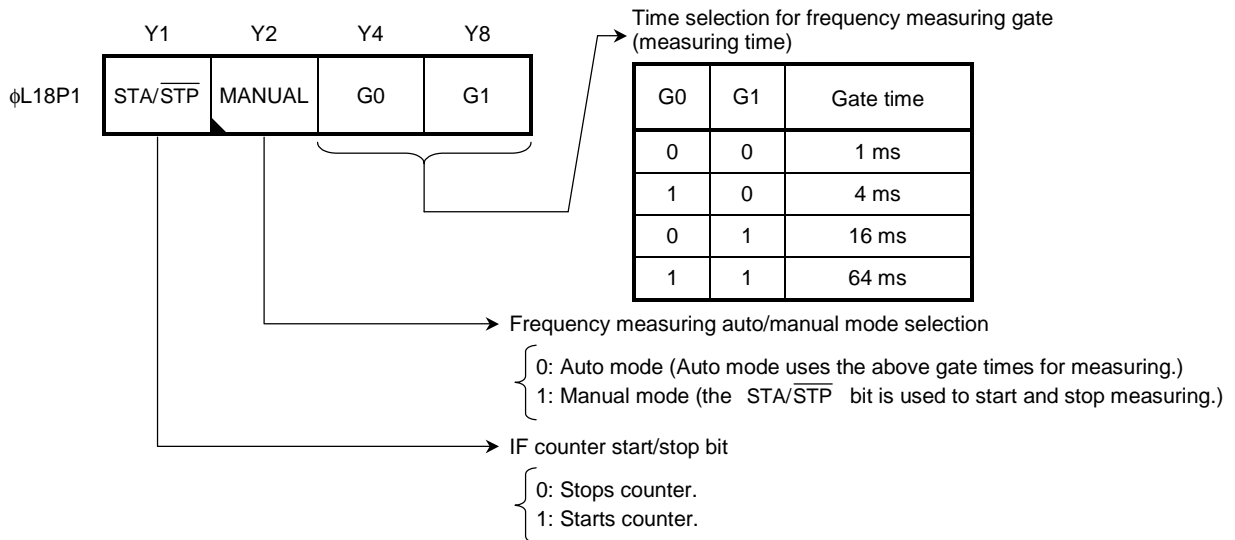 Time selection for frequency measuring gate
(measuring time)
Y1 Y2 Y4 Y8
φL18P1 STA/S̅T̅P̅ MANUAL G0 G1
G0 G1 Gate time
0 0 1 ms
1 0 4 ms
0 1 16 ms
1 1 64 ms
Frequency measuring auto/manual mode selection
0: Auto mode (Auto mode uses the above gate times for measuring.)
1: Manual mode (the STA/S̅T̅P̅ bit is used to start and stop measuring.)
IF counter start/stop bit
0: Stops counter.
1: Starts counter.